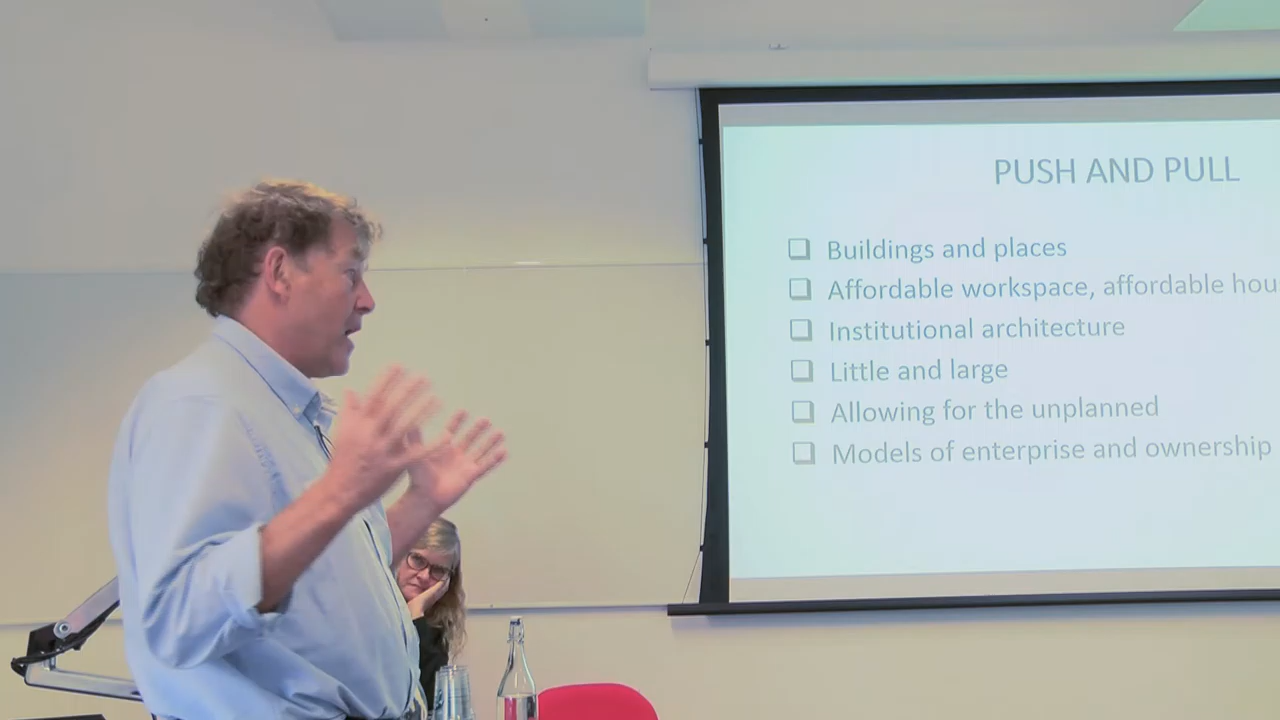 PUSH AND PULL
Buildings and places
Affordable workspace, affordable hou
Institutional architecture
Little and large
Allowing for the unplanned
Models of enterprise and ownership